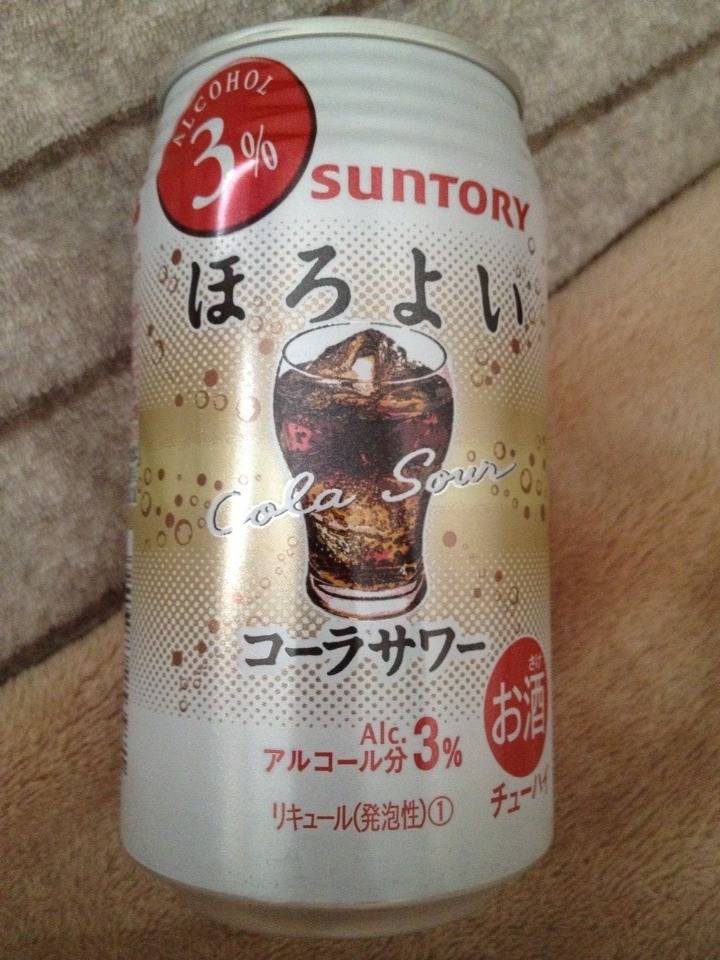 ALCOHOL
3%
SUNTORY
ほろよい
Cola Sour
コーラサワー
さけ
お酒
チューハイ
Alc.
アルコール分3%
リキュール(発泡性)①